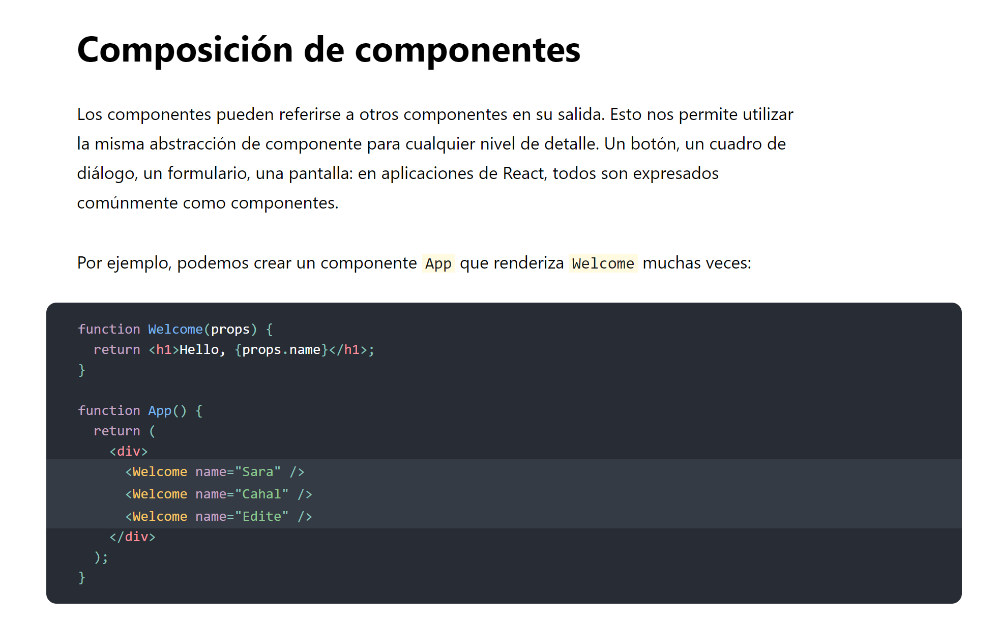 Composición de componentes
Los componentes pueden referirse a otros componentes en su salida. Esto nos permite utilizar
la misma abstracción de componente para cualquier nivel de detalle. Un botón, un cuadro de
diálogo, un formulario, una pantalla: en aplicaciones de React, todos son expresados
comúnmente como componentes.
Por ejemplo, podemos crear un componente App que renderiza Welcome muchas veces:
function Welcome(props) {
  return <h1>Hello, {props.name}</h1>;
}
function App() {
  return (
    <div>
      <Welcome name="Sara" />
      <Welcome name="Cahal" />
      <Welcome name="Edite" />
    </div>
  );
}